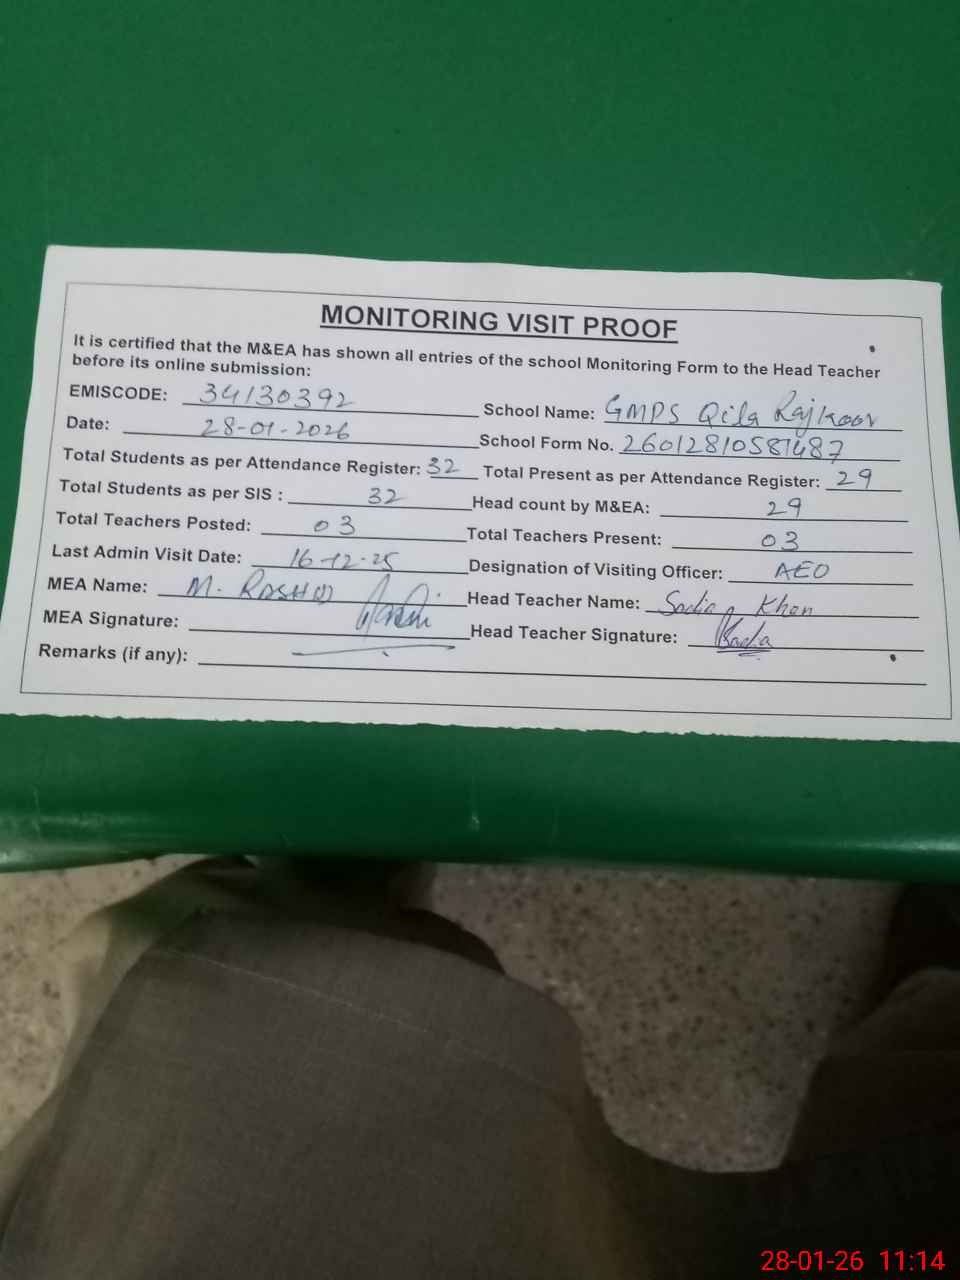 MONITORING VISIT PROOF
It is certified that the M&EA has shown all entries of the school Monitoring Form to the Head Teacher
before its online submission:
EMISCODE: 34130392 School Name: GMPS Qila Rajkoor
Date: 28-01-2026 School Form No. 26012810581487
Total Students as per Attendance Register: 32 Total Present as per Attendance Register: 29
Total Students as per SIS : 32 Head count by M&EA: 29
Total Teachers Posted: 03 Total Teachers Present: 03
Last Admin Visit Date: 16-12-25 Designation of Visiting Officer: AEO
MEA Name: M. RASHID Head Teacher Name: Sadia Khan
MEA Signature: Head Teacher Signature: Sadia
Remarks (if any):
28-01-26 11:14